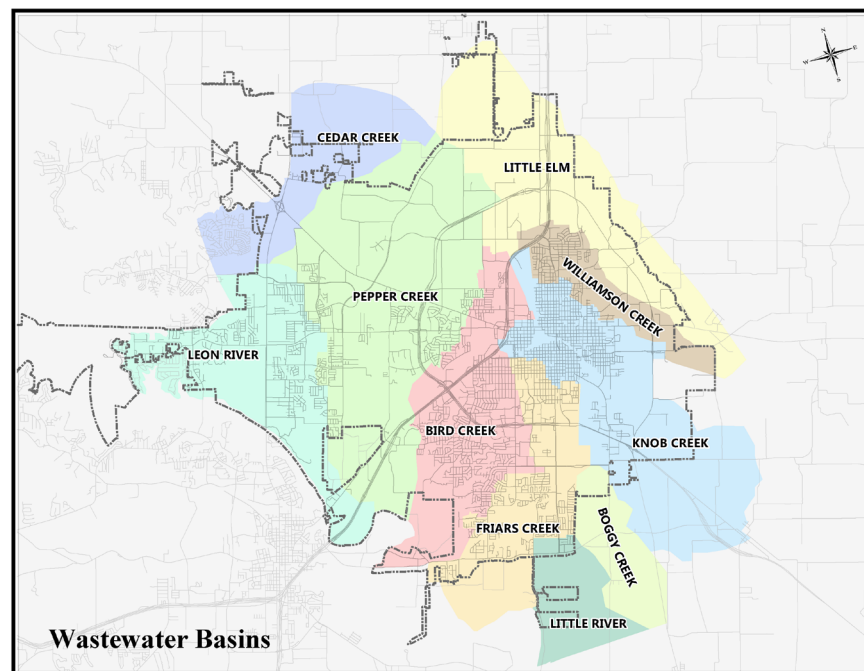 N
W E
S
CEDAR CREEK
LITTLE ELM
WILLIAMSON CREEK
PEPPER CREEK
LEON RIVER
BIRD CREEK
KNOB CREEK
FRIARS CREEK
BOGGY CREEK
LITTLE RIVER
Wastewater Basins